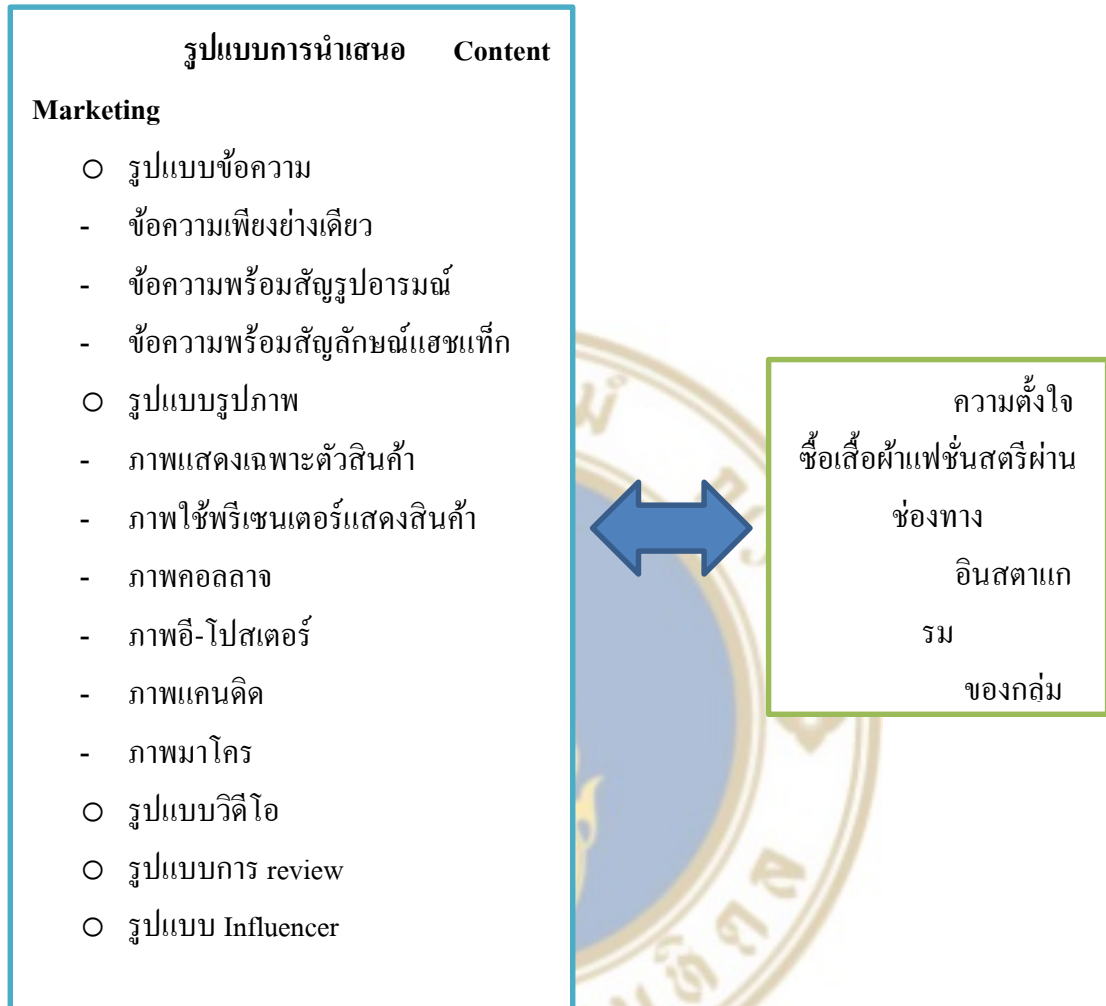 รูปแบบการนำเสนอ Content
Marketing
○ รูปแบบข้อความ
- ข้อความเพียงย่างเดียว
- ข้อความพร้อมสัญรูปอารมณ์
- ข้อความพร้อมสัญลักษณ์แฮชแท็ก
○ รูปแบบรูปภาพ
- ภาพแสดงเฉพาะตัวสินค้า
- ภาพใช้พรีเซนเตอร์แสดงสินค้า
- ภาพคอลลาจ
- ภาพอี-โปสเตอร์
- ภาพแคนดิด
- ภาพมาโคร
○ รูปแบบวิดีโอ
○ รูปแบบการ review
○ รูปแบบ Influencer
ความตั้งใจ
ซื้อเสื้อผ้าแฟชั่นสตรีผ่าน
ช่องทาง
อินสตาแก
รม
ของกลุ่ม